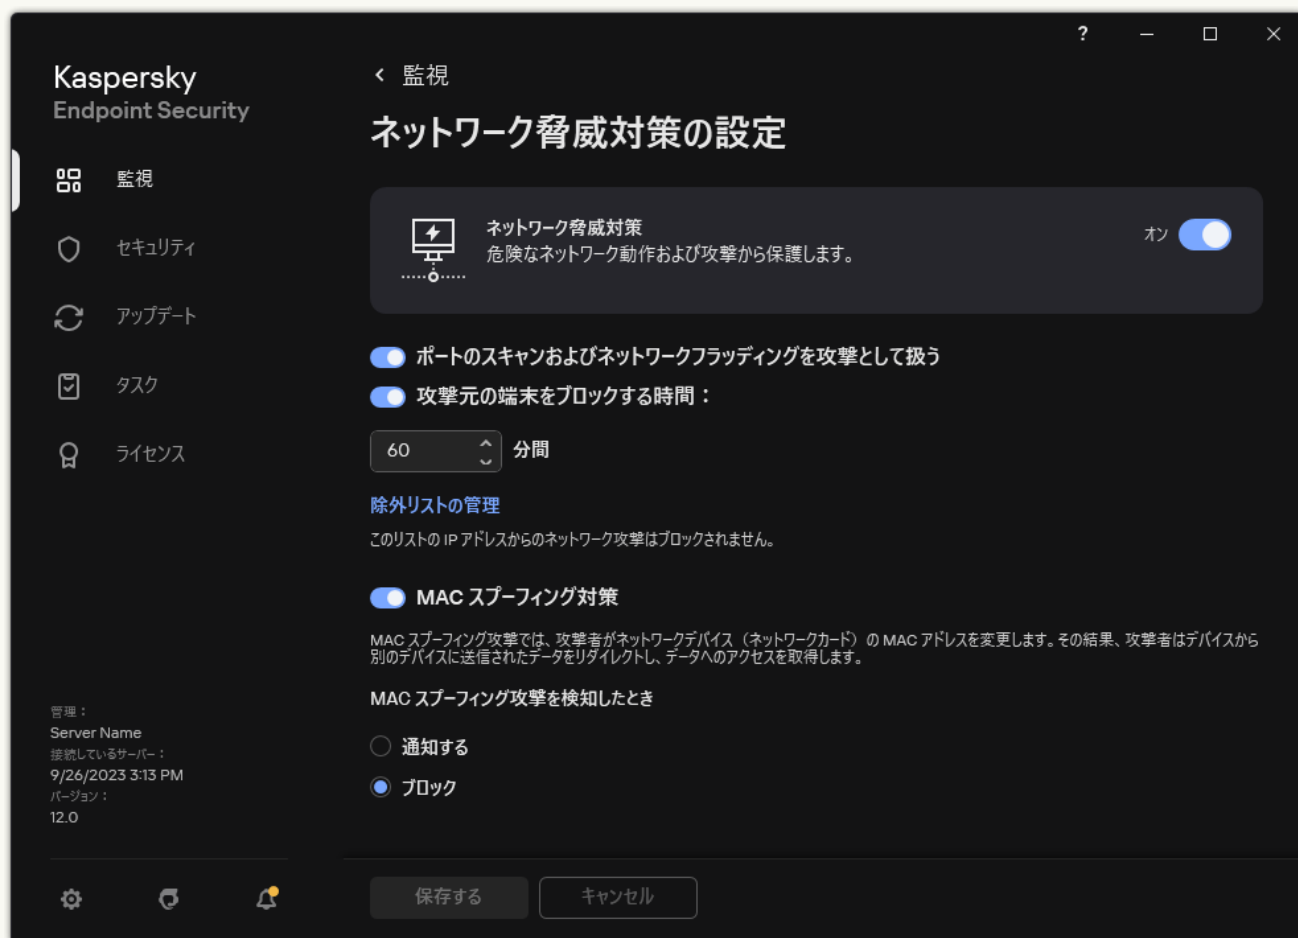 ?
Kaspersky
Endpoint Security
監視
セキュリティ
アップデート
タスク
ライセンス
管理：
Server Name
接続しているサーバー：
9/26/2023 3:13 PM
バージョン：
12.0
監視
ネットワーク脅威対策の設定
ネットワーク脅威対策
危険なネットワーク動作および攻撃から保護します。
オン
ポートのスキャンおよびネットワークフラッディングを攻撃として扱う
攻撃元の端末をブロックする時間：
60 分間
除外リストの管理
このリストの IP アドレスからのネットワーク攻撃はブロックされません。
MAC スプーフィング対策
MAC スプーフィング攻撃では、攻撃者がネットワークデバイス（ネットワークカード）の MAC アドレスを変更します。その結果、攻撃者はデバイスから
別のデバイスに送信されたデータをリダイレクトし、データへのアクセスを取得します。
MAC スプーフィング攻撃を検知したとき
通知する
ブロック
保存する
キャンセル